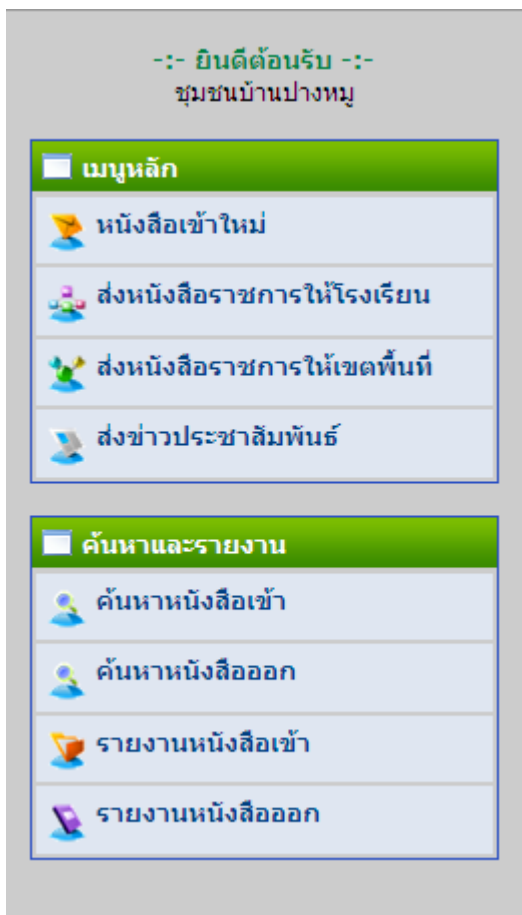 -:- ยินดีต้อนรับ -:-
ชุมชนบ้านปางหมู
เมนูหลัก
หนังสือเข้าใหม่
ส่งหนังสือราชการให้โรงเรียน
ส่งหนังสือราชการให้เขตพื้นที่
ส่งข่าวประชาสัมพันธ์
ค้นหาและรายงาน
ค้นหาหนังสือเข้า
ค้นหาหนังสือออก
รายงานหนังสือเข้า
รายงานหนังสือออก